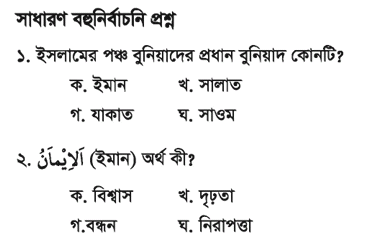 সাধারণ বহুনির্বাচনি প্রশ্ন
১. ইসলামের পঞ্চ বুনিয়াদের প্রধান বুনিয়াদ কোনটি?
ক. ইমান খ. সালাত
গ. যাকাত ঘ. সাওম
২. اَلْاِيْمَانُ (ইমান) অর্থ কী?
ক. বিশ্বাস খ. দৃঢ়তা
গ.বন্ধন ঘ. নিরাপত্তা